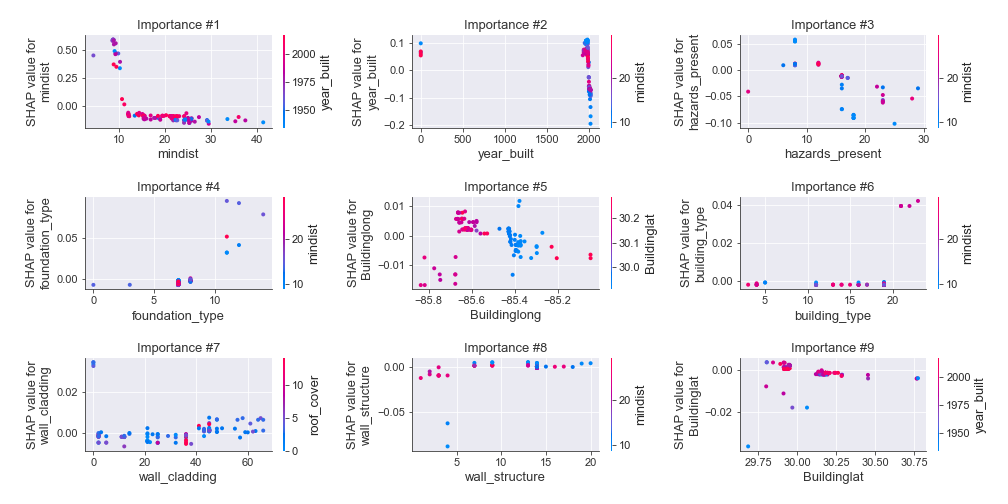 Importance #1
SHAP value for
mindist
0.50
0.25
0.00
10
20
30
40
mindist
2000
1975
1950
year_built
Importance #2
SHAP value for
year_built
0.1
0.0
−0.1
−0.2
0
500
1000
1500
2000
year_built
20
10
mindist
Importance #3
SHAP value for
hazards_present
0.05
0.00
−0.05
−0.10
0
10
20
30
hazards_present
20
10
mindist
Importance #4
SHAP value for
foundation_type
0.05
0.00
0
5
10
foundation_type
20
10
mindist
Importance #5
SHAP value for
Buildinglong
0.01
0.00
−0.01
−85.8
−85.6
−85.4
−85.2
Buildinglong
30.2
30.1
30.0
Buildinglat
Importance #6
SHAP value for
building_type
0.04
0.02
0.00
5
10
15
20
building_type
20
10
mindist
Importance #7
SHAP value for
wall_cladding
0.02
0.00
0
20
40
60
wall_cladding
10
5
0
roof_cover
Importance #8
SHAP value for
wall_structure
0.00
−0.05
5
10
15
20
wall_structure
20
10
mindist
Importance #9
SHAP value for
Buildinglat
0.00
−0.02
29.75
30.00
30.25
30.50
30.75
Buildinglat
2000
1975
1950
year_built